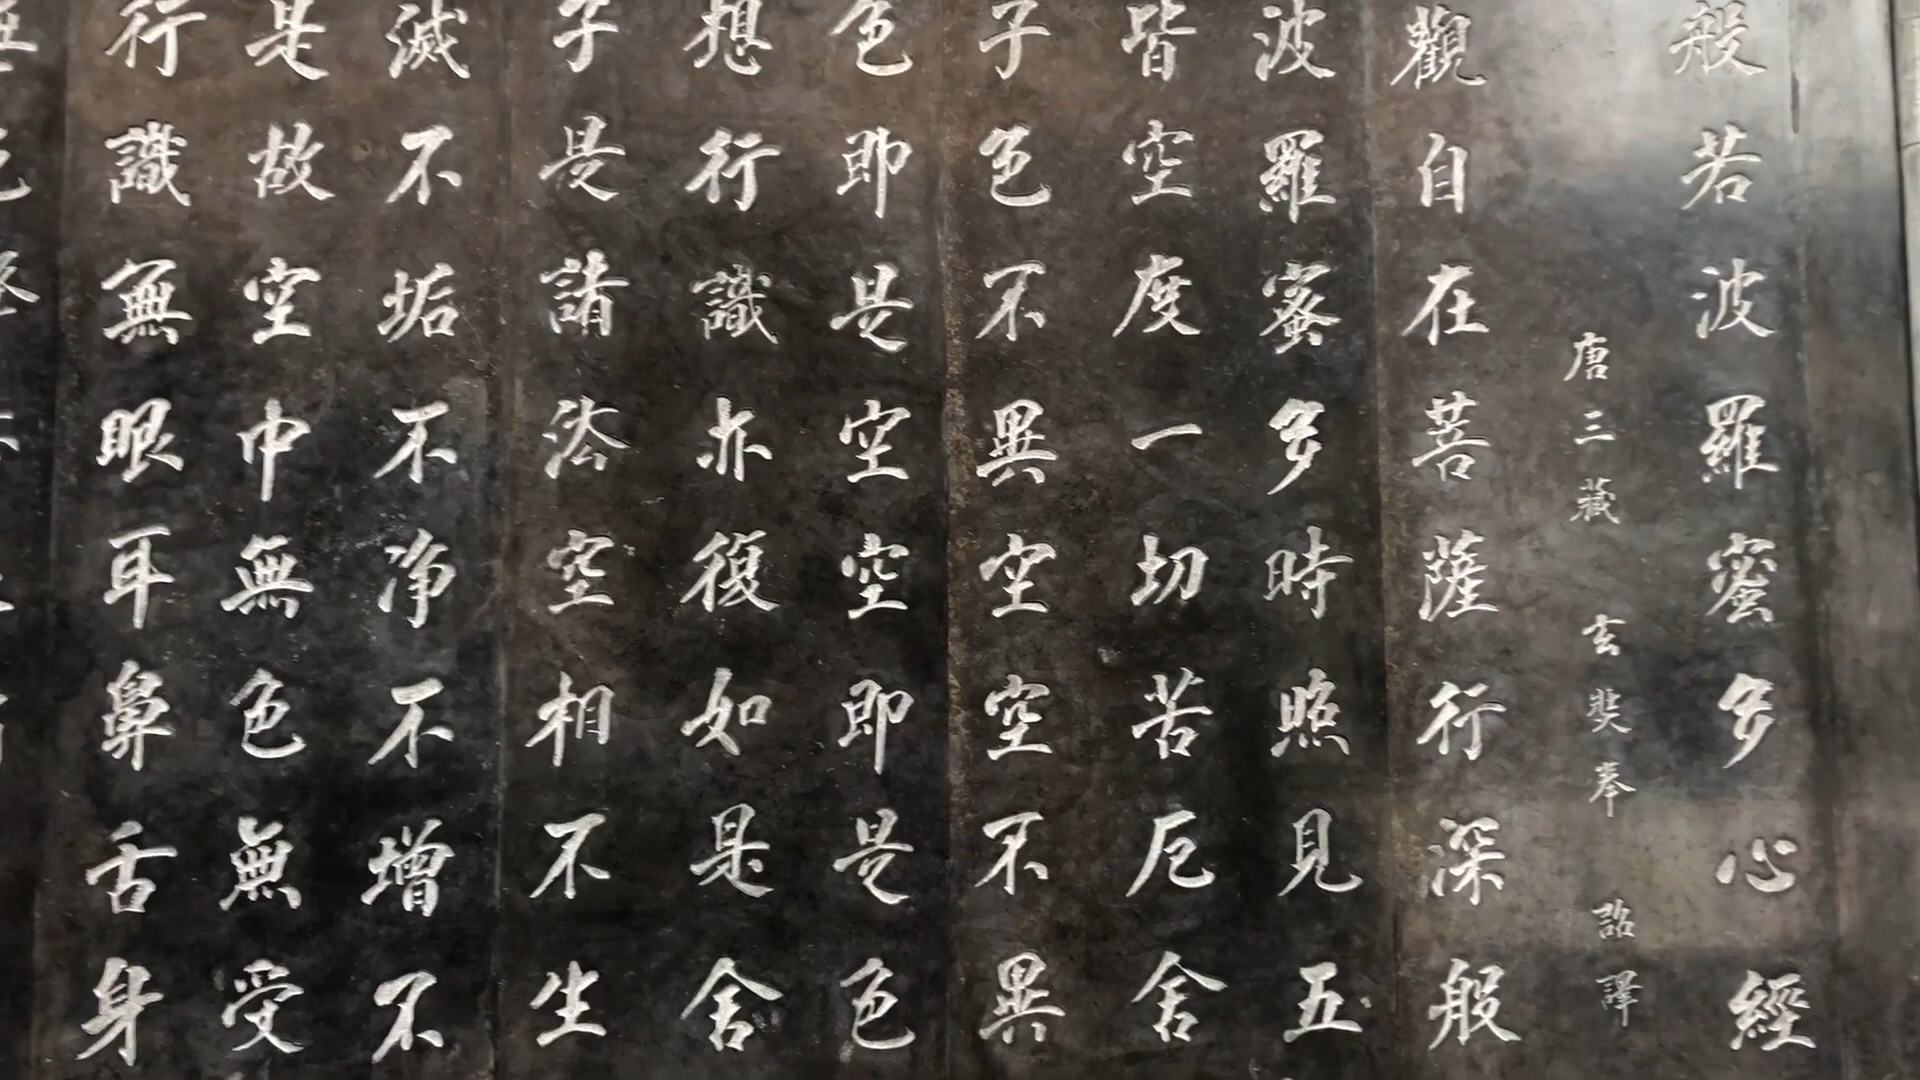 般若波羅蜜多心經
唐三藏玄奘奉詔譯
觀自在菩薩行深般
波羅蜜多時照見五
皆空度一切苦厄舍
子色不異空空不異
色即是空空即是色
想行識亦復如是舍
子是諸法空相不生
滅不垢不净不增不
是故空中無色無受
行識無眼耳鼻舌身